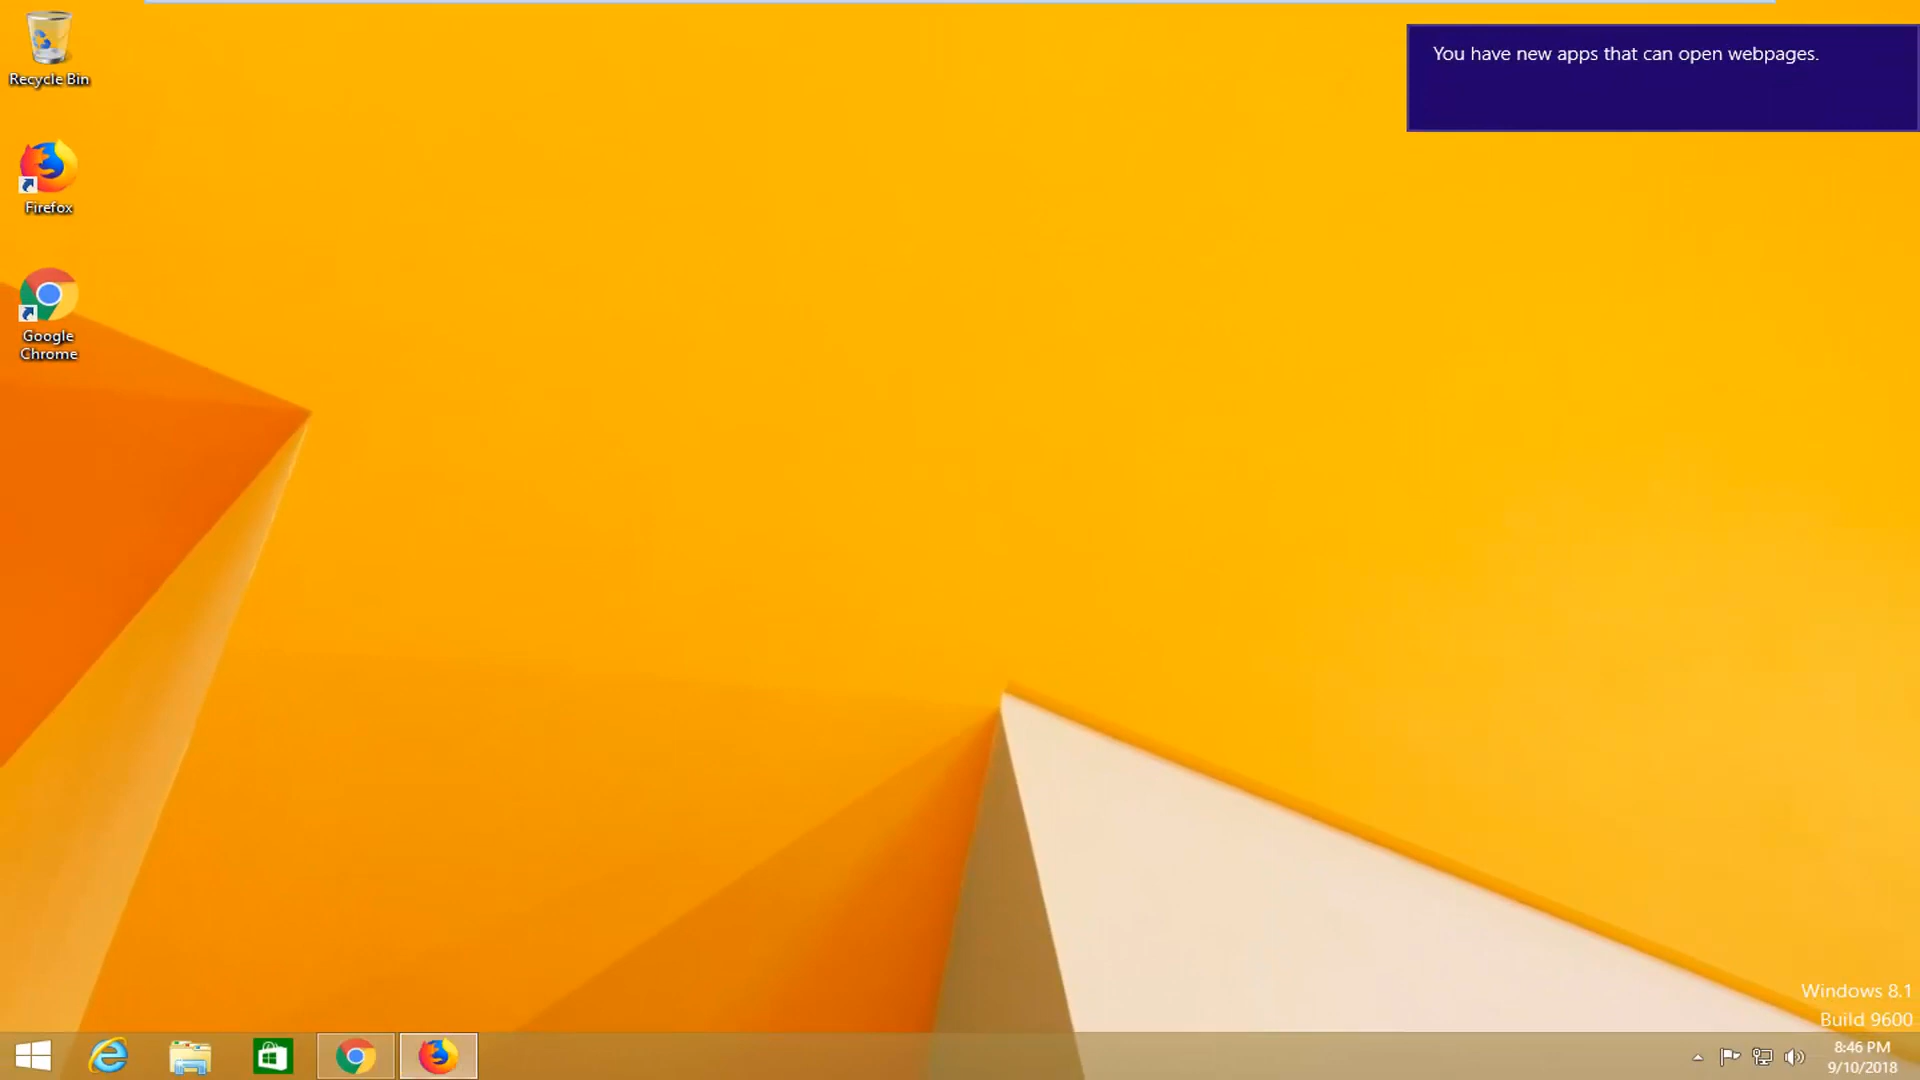 Recycle Bin
Firefox
Google
Chrome
You have new apps that can open webpages.
Windows 8.1
Build 9600
8:46 PM
9/10/2018